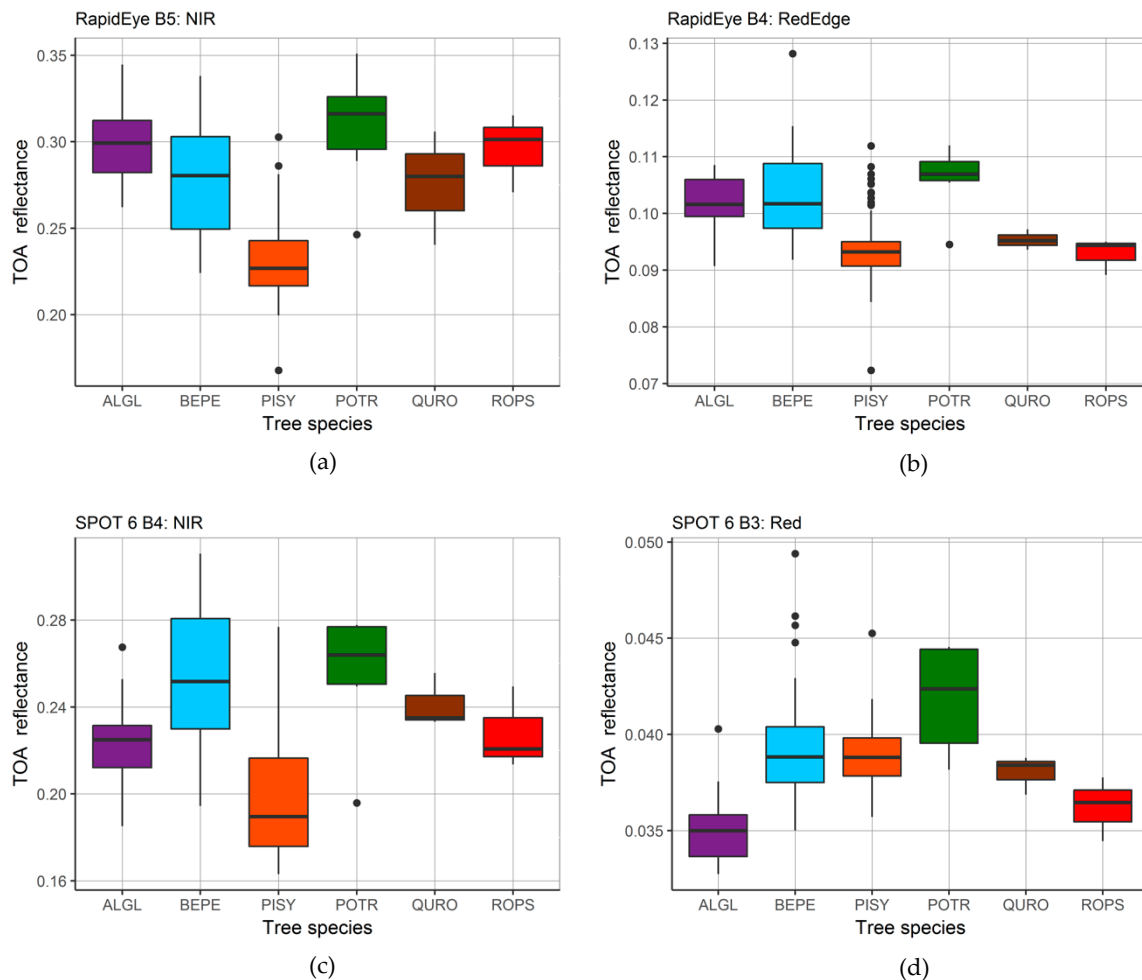 RapidEye B5: NIR
0.35
0.30
0.25
0.20
TOA reflectance
ALGL BEPE PISY POTR QURO ROPS
Tree species
(a)
RapidEye B4: RedEdge
0.13
0.12
0.11
0.10
0.09
0.08
0.07
TOA reflectance
ALGL BEPE PISY POTR QURO ROPS
Tree species
(b)
SPOT 6 B4: NIR
0.28
0.24
0.20
0.16
TOA reflectance
ALGL BEPE PISY POTR QURO ROPS
Tree species
(c)
SPOT 6 B3: Red
0.050
0.045
0.040
0.035
TOA reflectance
ALGL BEPE PISY POTR QURO ROPS
Tree species
(d)